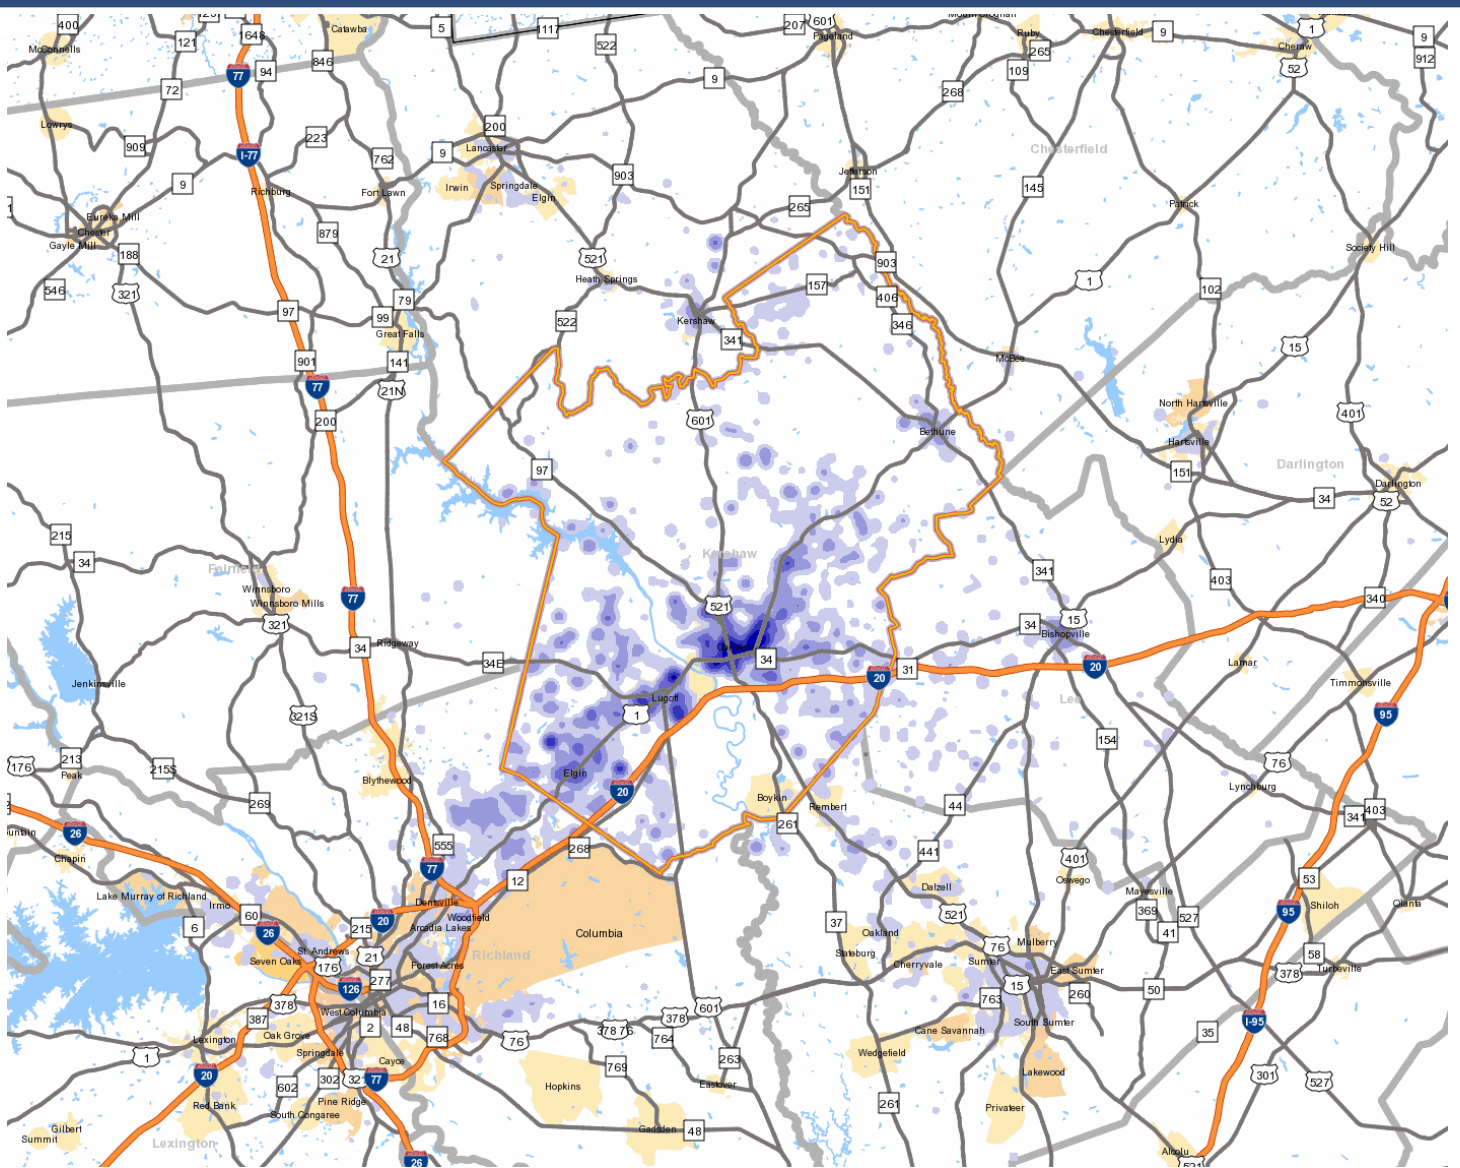 400
McConnells
121
1648
77
94
846
Catawba
5
1117
522
207
601
Pageland
Ruby
265
109
Chesterfield
9
1
Cheraw
52
9
912
72
9
268
Lowrys
909
I-77
223
762
200
Lancaster
9
Irwin
Springdale
Elgin
903
Jefferson
151
Chesterfield
145
9
Richburg
Fort Lawn
265
Patrick
Eureka Mill
Chester
Gayle Mill
188
879
21
521
Heath Springs
903
Society Hill
546
321
97
79
99
Great Falls
522
Kershaw
341
157
406
346
1
102
15
901
77
141
21N
McBee
North Hartsville
200
601
Bethune
Hartsville
401
97
151
Darlington
34
Darlington
52
215
34
Kershaw
Lydia
Fairfield
Winnsboro
Winnsboro Mills
321
77
521
341
403
340
34
Ridgeway
34E
34
31
20
34
15
Bishopville
20
Lamar
Timmonsville
Jenkinsville
321S
Lugoff
1
Lee
95
213
Peak
176
215S
Blythewood
Elgin
20
154
76
Lynchburg
269
Boykin
Rembert
261
44
341
403
26
Chapin
555
77
268
12
441
401
Oswego
53
Lake Murray of Richland
Irmo
60
26
6
215
20
Dentsville
Woodfield
Arcadia Lakes
Columbia
Dalzell
521
Mayesville
369
527
41
Shiloh
95
Olanta
St. Andrews
Seven Oaks
176
21
277
Forest Acres
Richland
37
Oakland
Stateburg
Cherryvale
76
Sumter
Mulberry
East Sumter
58
378
Turbeville
378
126
West Columbia
16
387
2
48
768
76
378 76
378
601
764
763
15
260
50
South Sumter
Cane Savannah
35
I-95
Lexington
Oak Grove
Springdale
Cayce
1
20
602
302
321
77
Pine Ridge
South Congaree
Red Bank
Hopkins
769
263
Eastover
Wedgefield
Lakewood
301
527
Gilbert
Summit
Lexington
26
Gadsden
48
261
Privateer
Alcolu
521